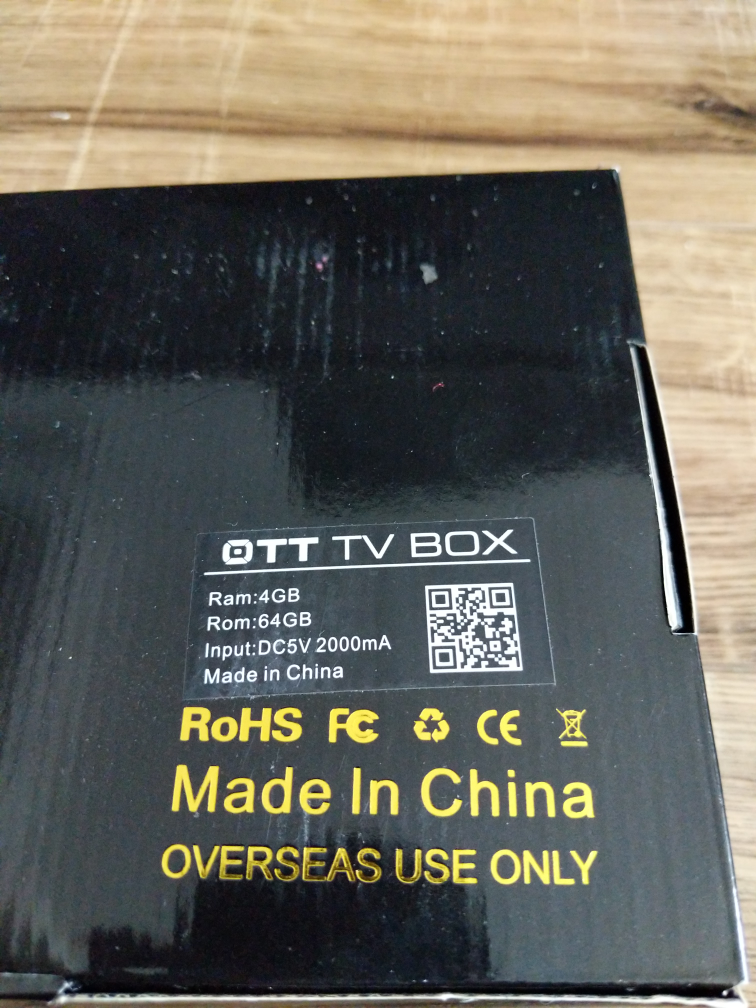 OTT TV BOX
Ram:4GB
Rom:64GB
Input:DC5V 2000mA
Made in China
RoHS FC CE
Made In China
OVERSEAS USE ONLY